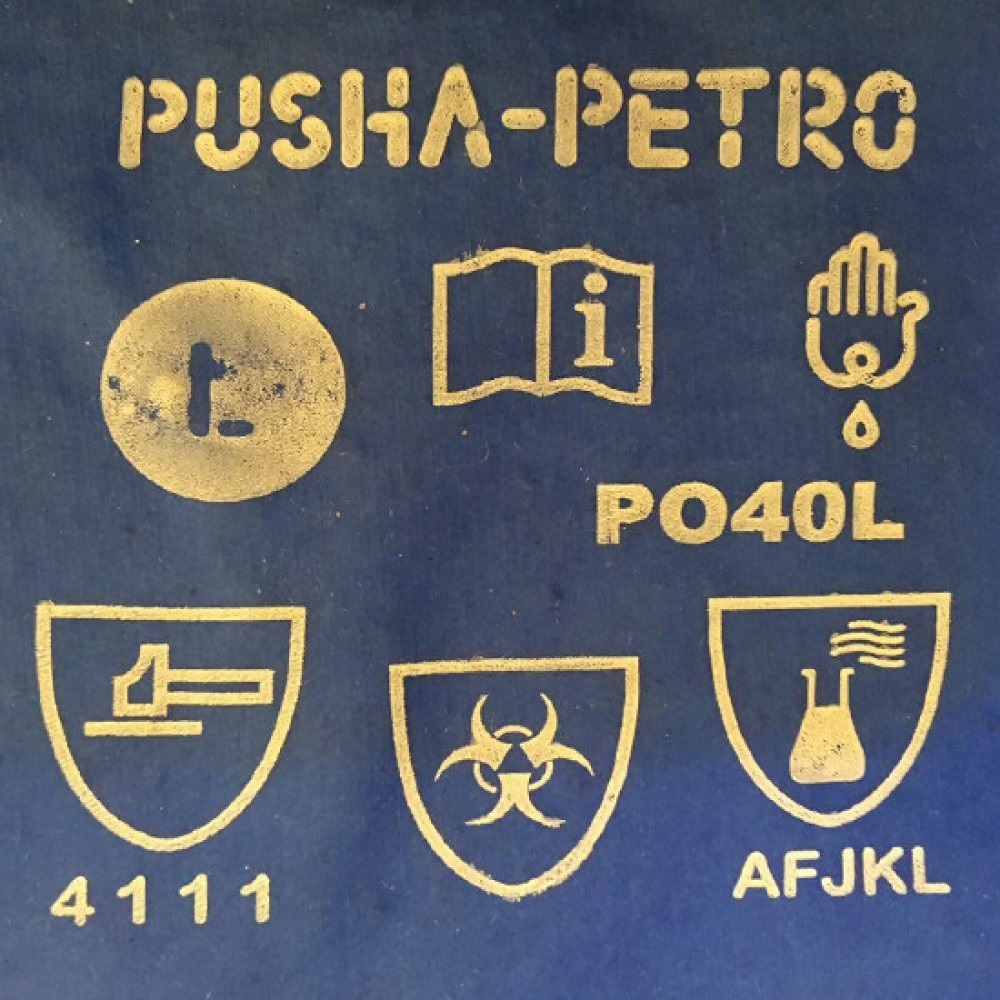 PUSHA-PETRO
i
PO40L
4111
AFJKL